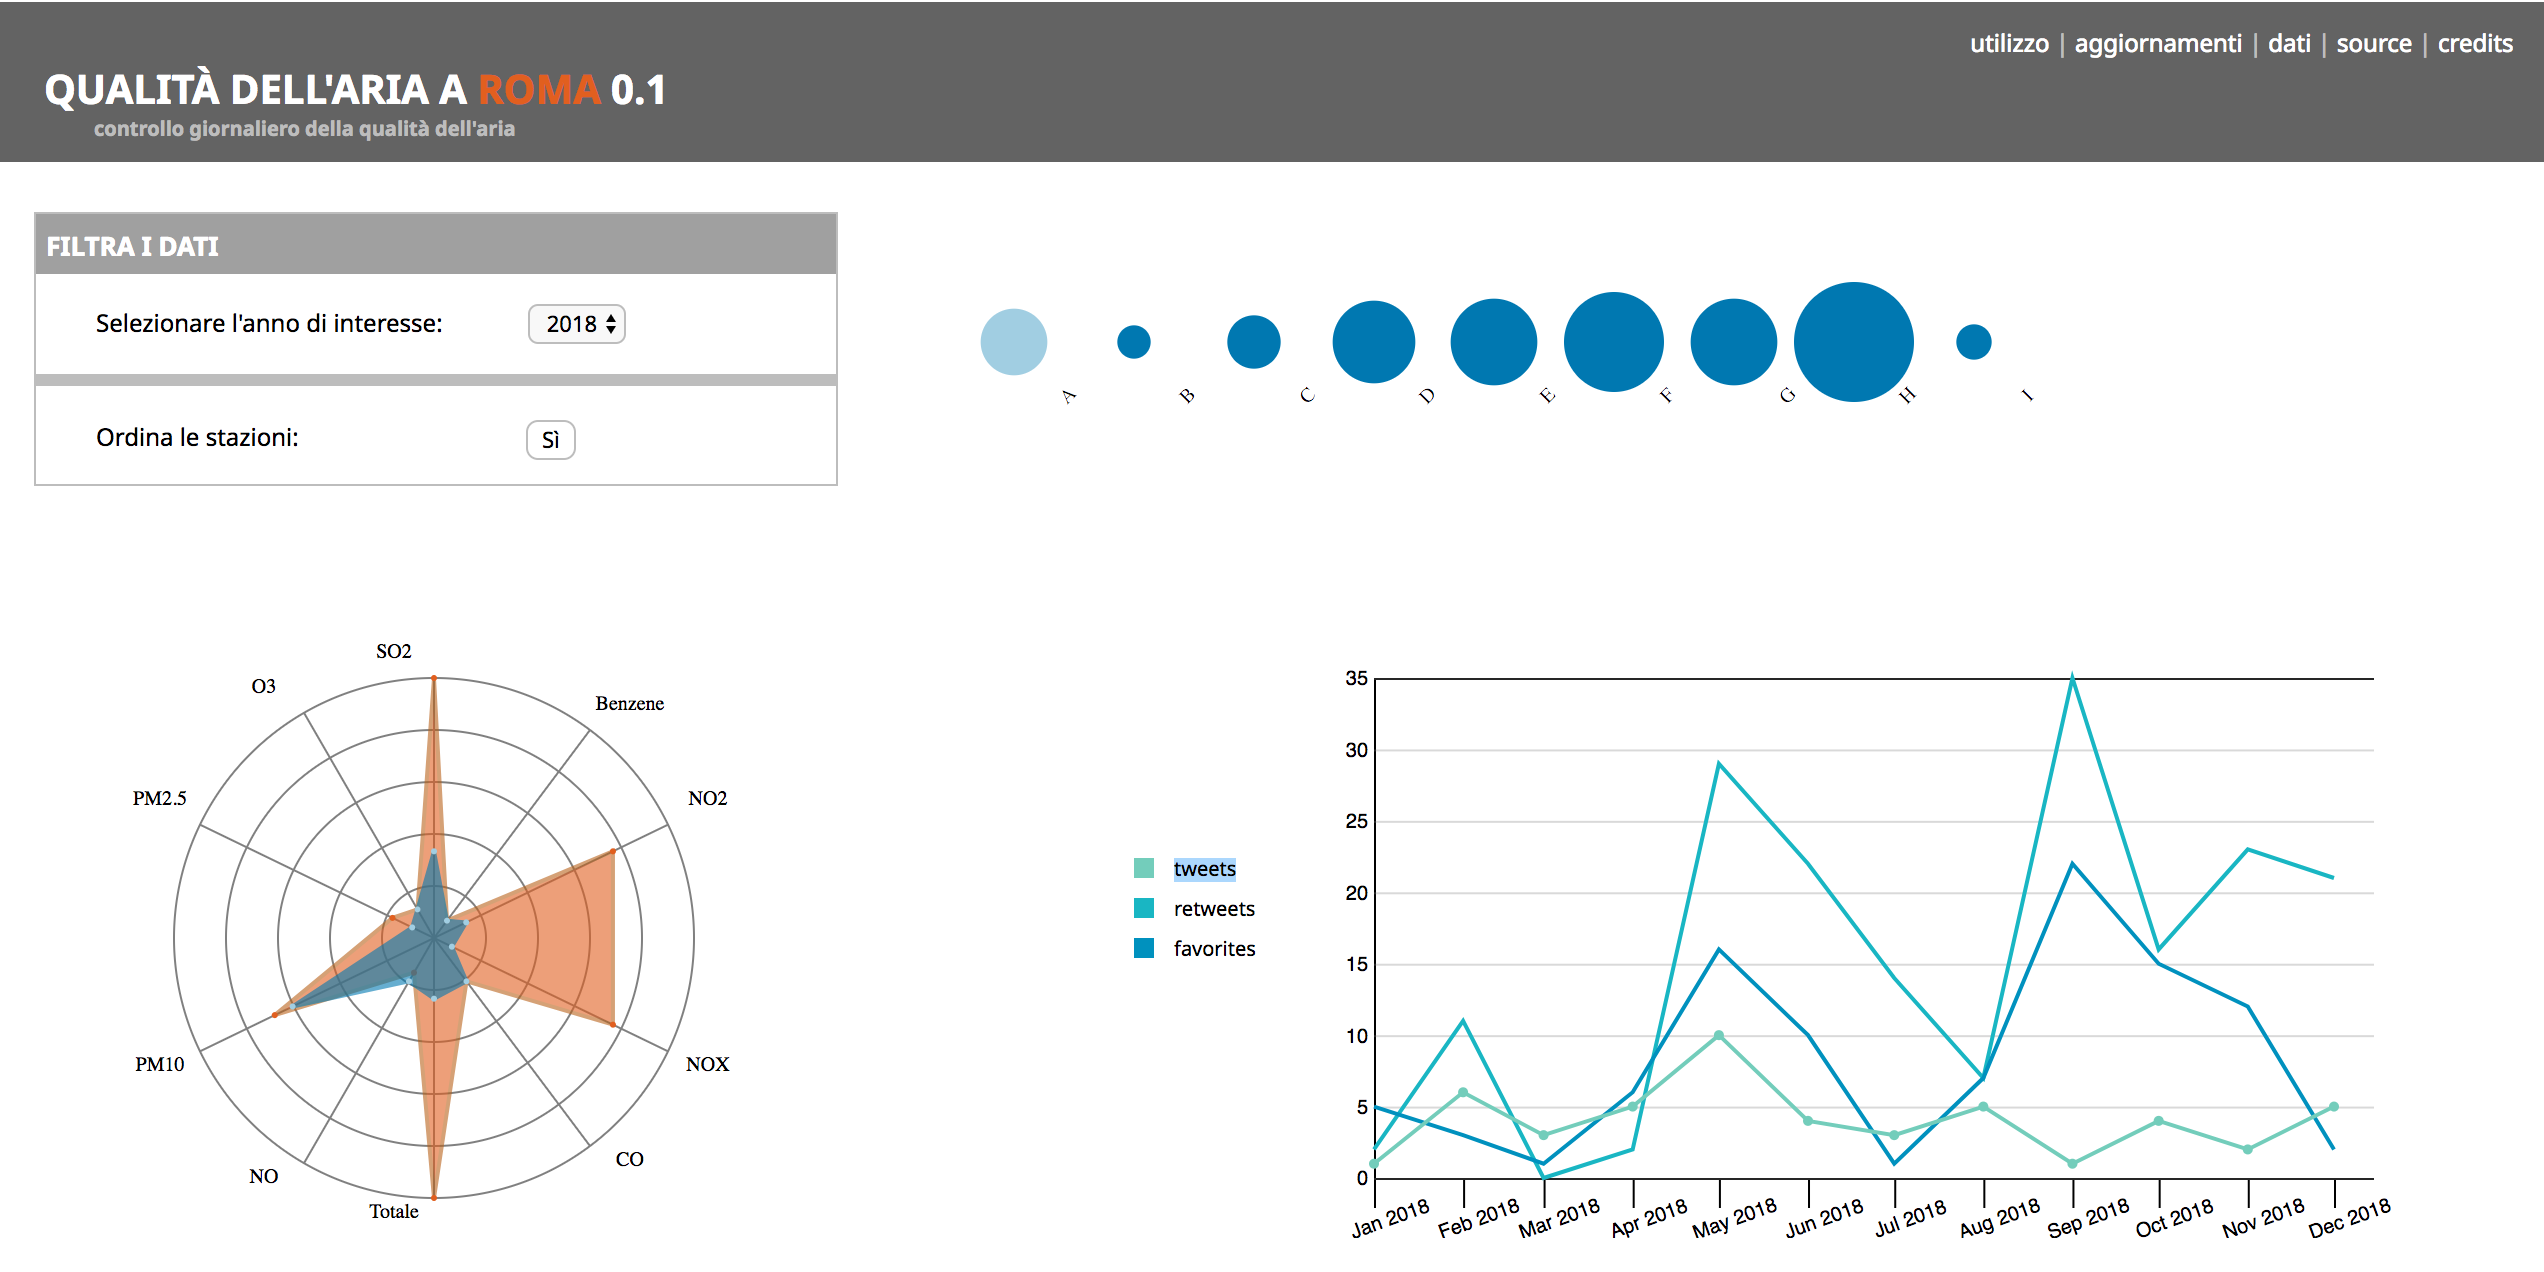 utilizzo | aggiornamenti | dati | source | credits
QUALITÀ DELL'ARIA A ROMA 0.1
controllo giornaliero della qualità dell'aria
FILTRA I DATI
Selezionare l'anno di interesse: 2018
Ordina le stazioni: Sì
A B C D E F G H I
SO2
O3
Benzene
PM2.5
NO2
PM10
NOX
CO
NO
Totale
tweets
retweets
favorites
35
30
25
20
15
10
5
0
Jan 2018 Feb 2018 Mar 2018 Apr 2018 May 2018 Jun 2018 Jul 2018 Aug 2018 Sep 2018 Oct 2018 Nov 2018 Dec 2018